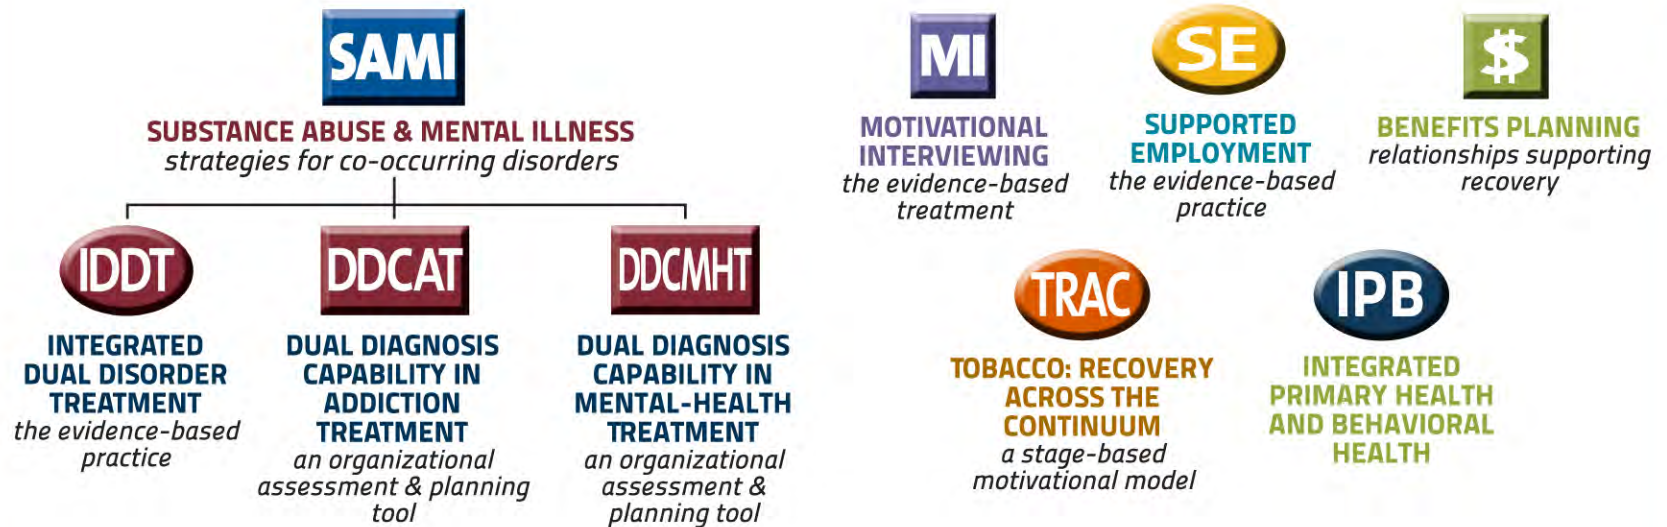 SAMI
SUBSTANCE ABUSE & MENTAL ILLNESS
strategies for co-occurring disorders
IDDT
INTEGRATED
DUAL DISORDER
TREATMENT
the evidence-based
practice
DDCAT
DUAL DIAGNOSIS
CAPABILITY IN
ADDICTION
TREATMENT
an organizational
assessment & planning
tool
DDCMHT
DUAL DIAGNOSIS
CAPABILITY IN
MENTAL-HEALTH
TREATMENT
an organizational
assessment &
planning tool
MI
MOTIVATIONAL
INTERVIEWING
the evidence-based
treatment
SE
SUPPORTED
EMPLOYMENT
the evidence-based
practice
$
BENEFITS PLANNING
relationships supporting
recovery
TRAC
TOBACCO: RECOVERY
ACROSS THE
CONTINUUM
a stage-based
motivational model
IPB
INTEGRATED
PRIMARY HEALTH
AND BEHAVIORAL
HEALTH